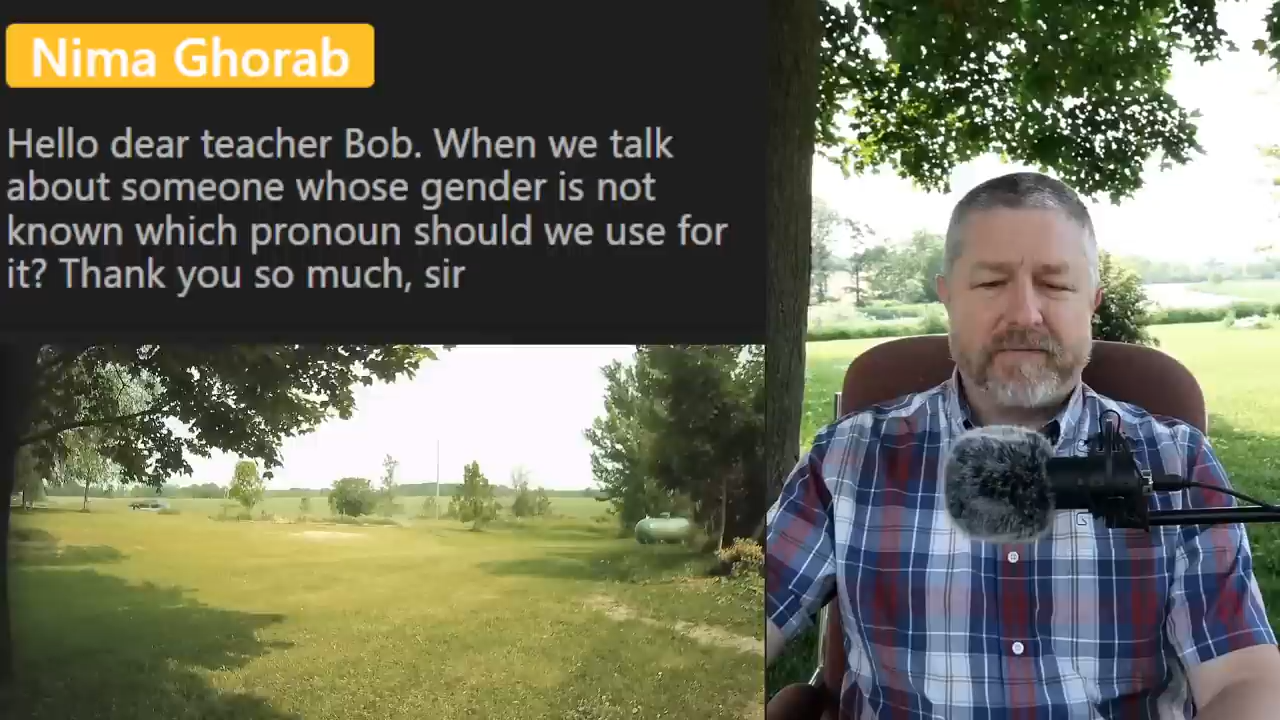 Nima Ghorab
Hello dear teacher Bob. When we talk
about someone whose gender is not
known which pronoun should we use for
it? Thank you so much, sir